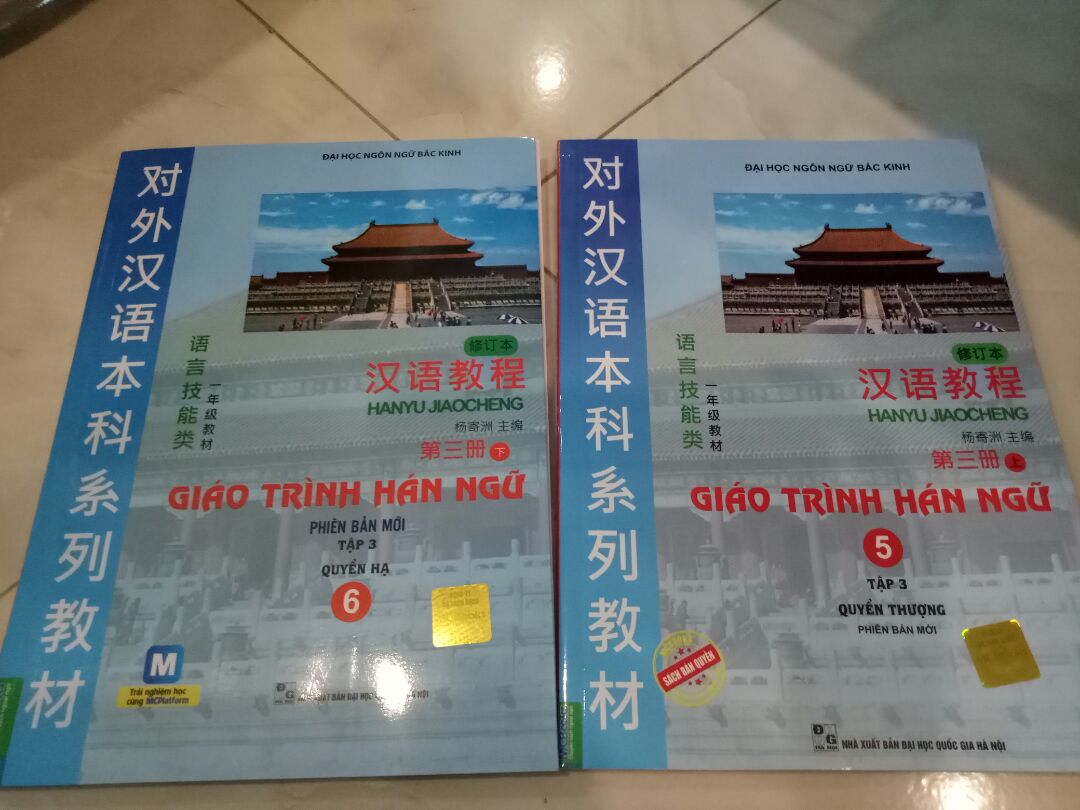 对外汉语本科系列教材
ĐẠI HỌC NGÔN NGỮ BẮC KINH
语言技能类
一年级教材
修订本
汉语教程
HANYU JIAOCHENG
杨寄洲 主编
第三册 下
GIÁO TRÌNH HÁN NGỮ
PHIÊN BẢN MỚI
TẬP 3
QUYỂN HẠ
6
M
Trải nghiệm học
cùng MCPlatform
对外汉语本科系列教材
ĐẠI HỌC NGÔN NGỮ BẮC KINH
语言技能类
一年级教材
修订本
汉语教程
HANYU JIAOCHENG
杨寄洲 主编
第三册 上
GIÁO TRÌNH HÁN NGỮ
5
TẬP 3
QUYỂN THƯỢNG
PHIÊN BẢN MỚI
SÁCH BẢN QUYỀN
ĐG
HÀ NỘI
NHÀ XUẤT BẢN ĐẠI HỌC QUỐC GIA HÀ NỘI